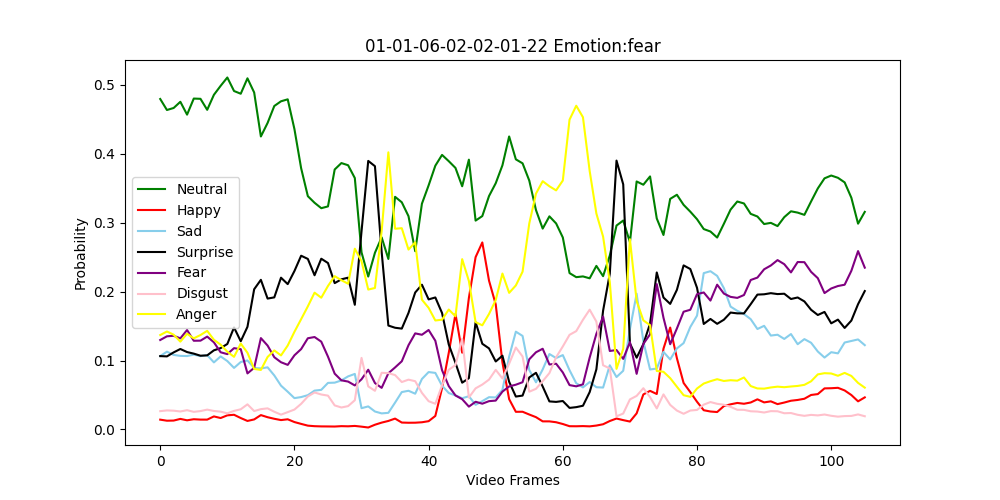 01-01-06-02-02-01-22 Emotion:fear
Probability
0.5
0.4
0.3
0.2
0.1
0.0
Neutral
Happy
Sad
Surprise
Fear
Disgust
Anger
0 20 40 60 80 100
Video Frames